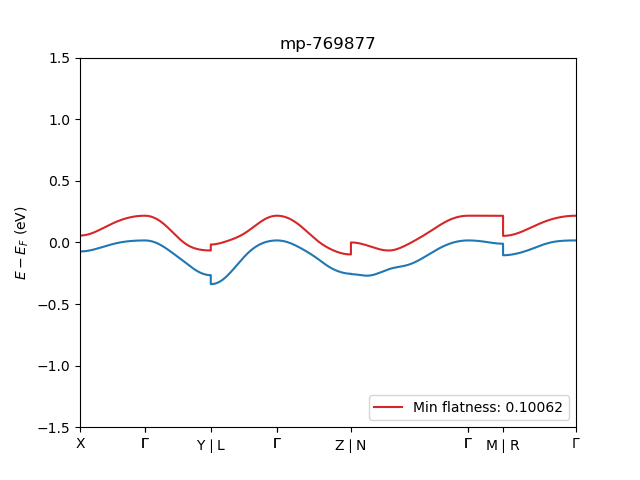 mp-769877
E − E_F (eV)
1.5
1.0
0.5
0.0
−0.5
−1.0
−1.5
Min flatness: 0.10062
X Γ Y | L Γ Z | N Γ M | R Γ